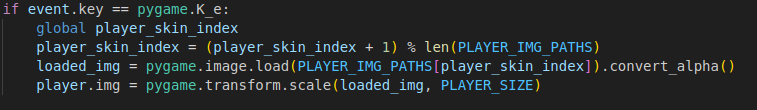 if event.key == pygame.K_e:
    global player_skin_index
    player_skin_index = (player_skin_index + 1) % len(PLAYER_IMG_PATHS)
    loaded_img = pygame.image.load(PLAYER_IMG_PATHS[player_skin_index]).convert_alpha()
    player.img = pygame.transform.scale(loaded_img, PLAYER_SIZE)